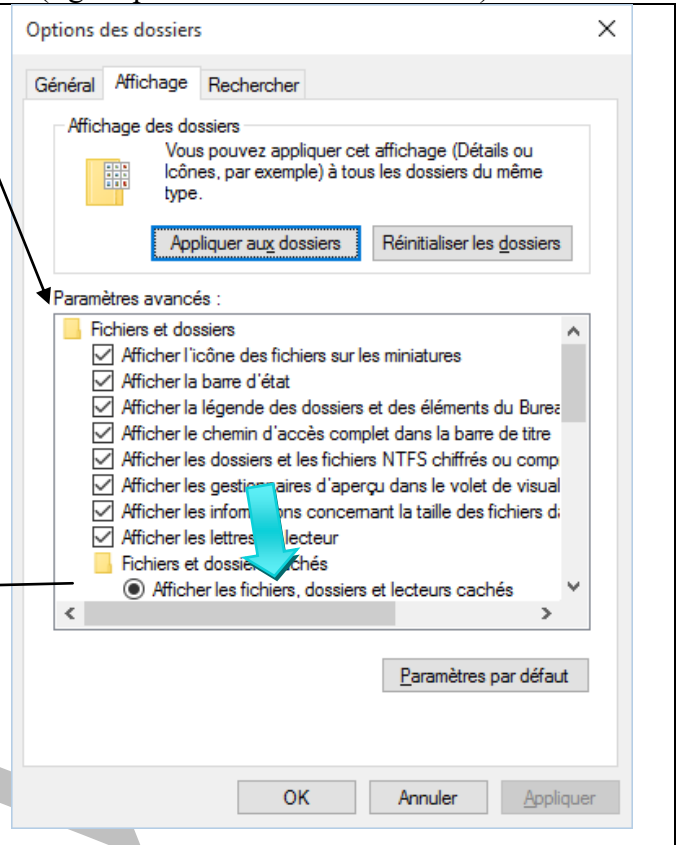 Options des dossiers
Général Affichage Rechercher
Affichage des dossiers
Vous pouvez appliquer cet affichage (Détails ou
Icônes, par exemple) à tous les dossiers du même
type.
Appliquer aux dossiers Réinitialiser les dossiers
Paramètres avancés :
Fichiers et dossiers
Afficher l'icône des fichiers sur les miniatures
Afficher la barre d'état
Afficher la légende des dossiers et des éléments du
Afficher le chemin d'accès complet dans la barre de titre
Afficher les dossiers et les fichiers NTFS chiffrés ou
Afficher les gestionnaires d'aperçu dans le volet de
Afficher les concernant la taille des fichiers
Afficher les lettres lecteur
Fichiers et
Afficher les fichiers, dossiers et lecteurs cachés
Paramètres par défaut
OK Annuler Appliquer